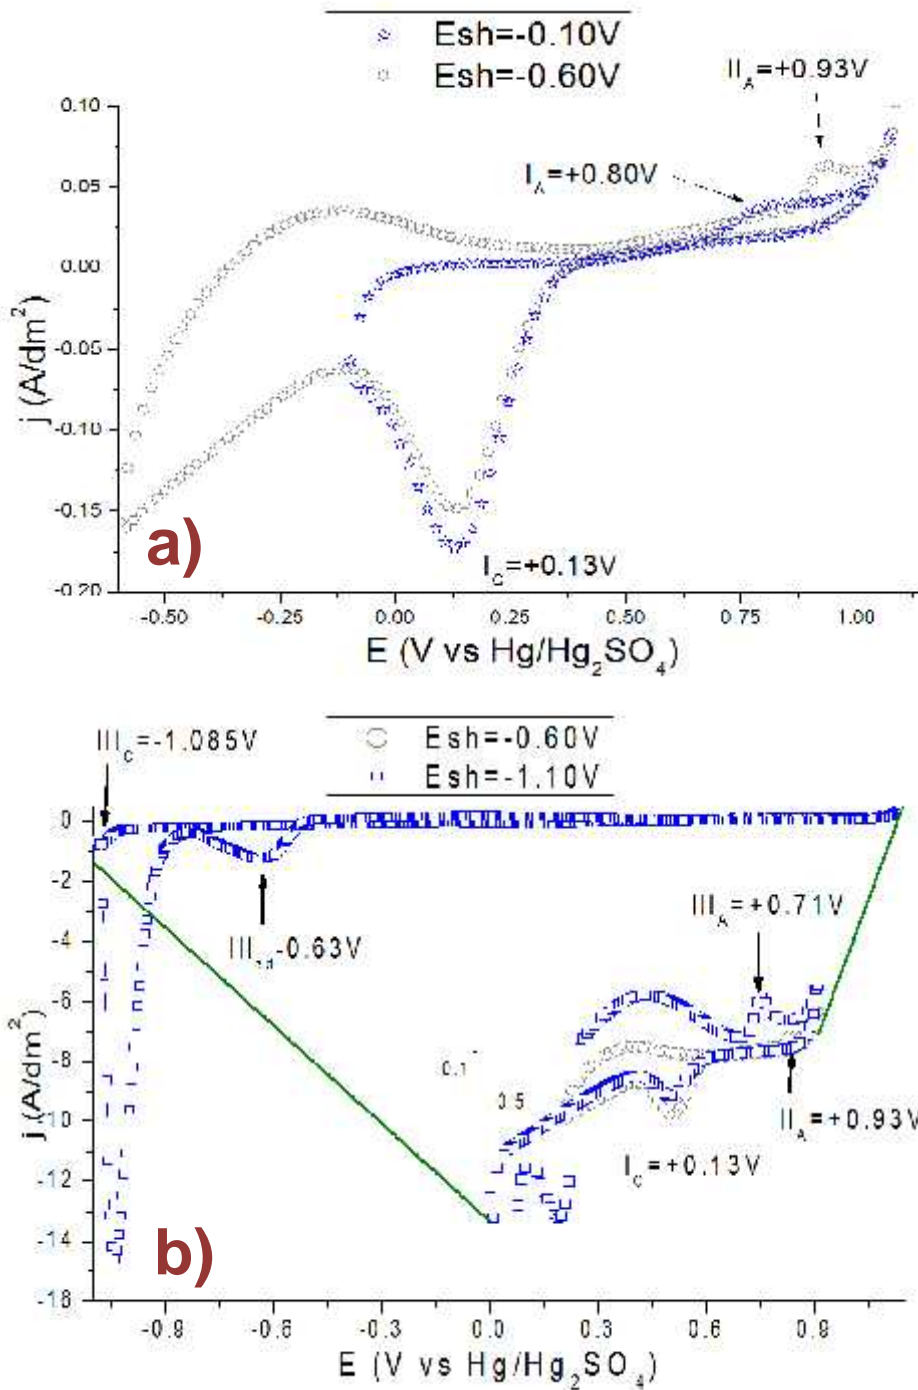 Esh=-0.10V
Esh=-0.60V
II_A=+0.93V
I_A=+0.80V
0.10
0.05
0.00
-0.05
-0.10
-0.15
-0.20
j (A/dm²)
a)
I_C=+0.13V
-0.50 -0.25 0.00 0.25 0.50 0.75 1.00
E (V vs Hg/Hg₂SO₄)
III_C=-1.085V
Esh=-0.60V
Esh=-1.10V
0
-2
-4
-6
-8
-10
-12
-14
-16
-18
j (A/dm²)
III_A=+0.71V
-0.63V
0.1
0.5
II_A=+0.93V
I_C=+0.13V
b)
-0.9 -0.6 -0.3 0.0 0.3 0.6 0.9
E (V vs Hg/Hg₂SO₄)